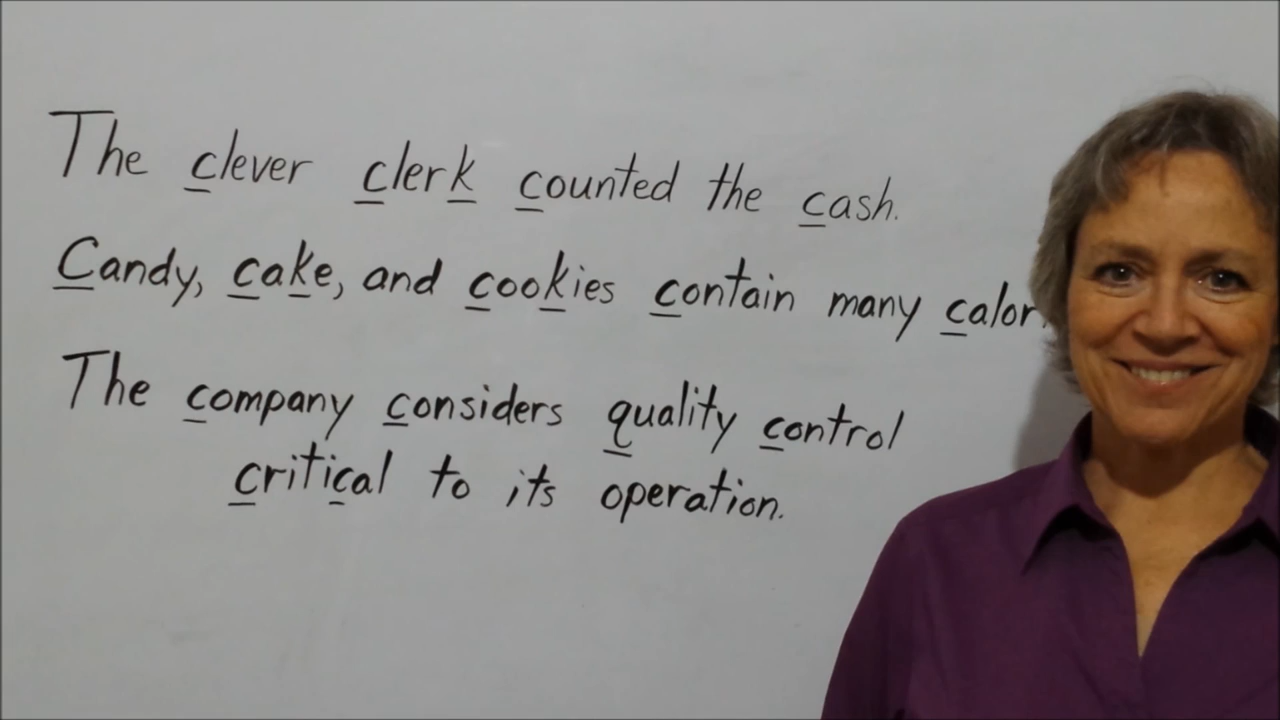 The clever clerk counted the cash.
Candy, cake, and cookies contain many
The company considers quality control
critical to its operation.